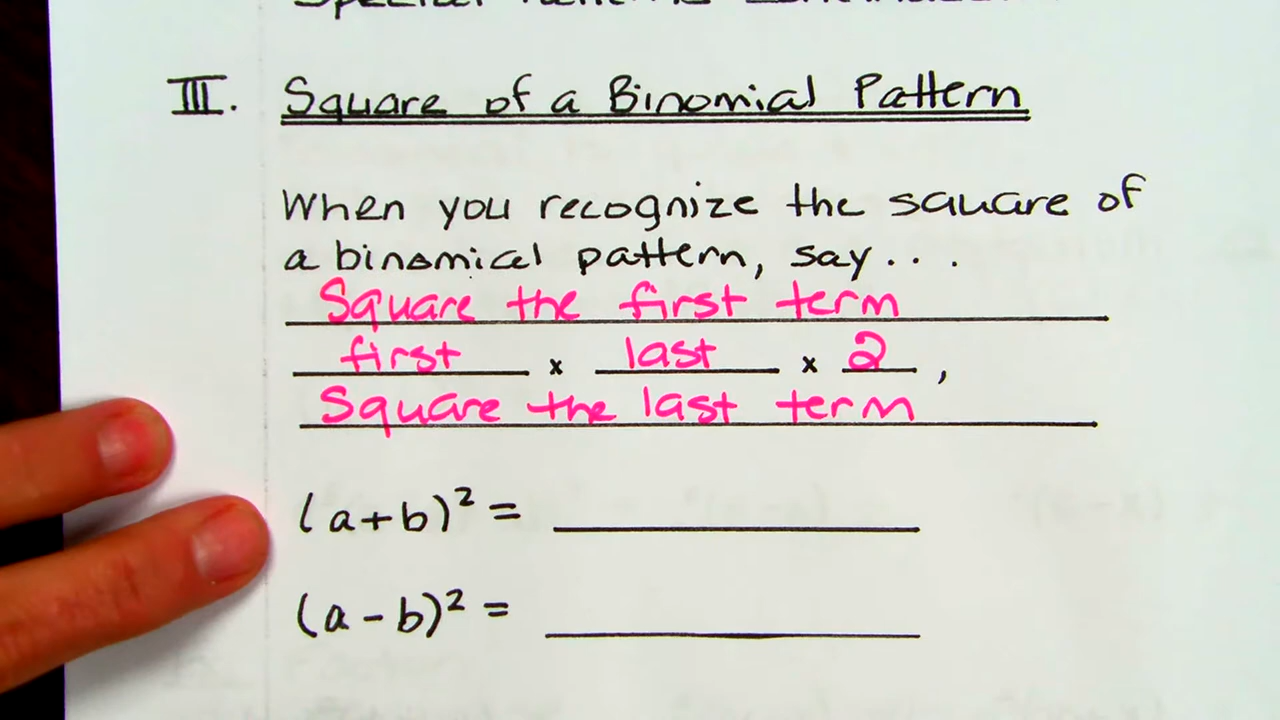 III. Square of a Binomial Pattern
When you recognize the square of
a binomical pattern, say...
Square the first term
first x last x 2,
Square the last term
(a+b)² =
(a-b)² =